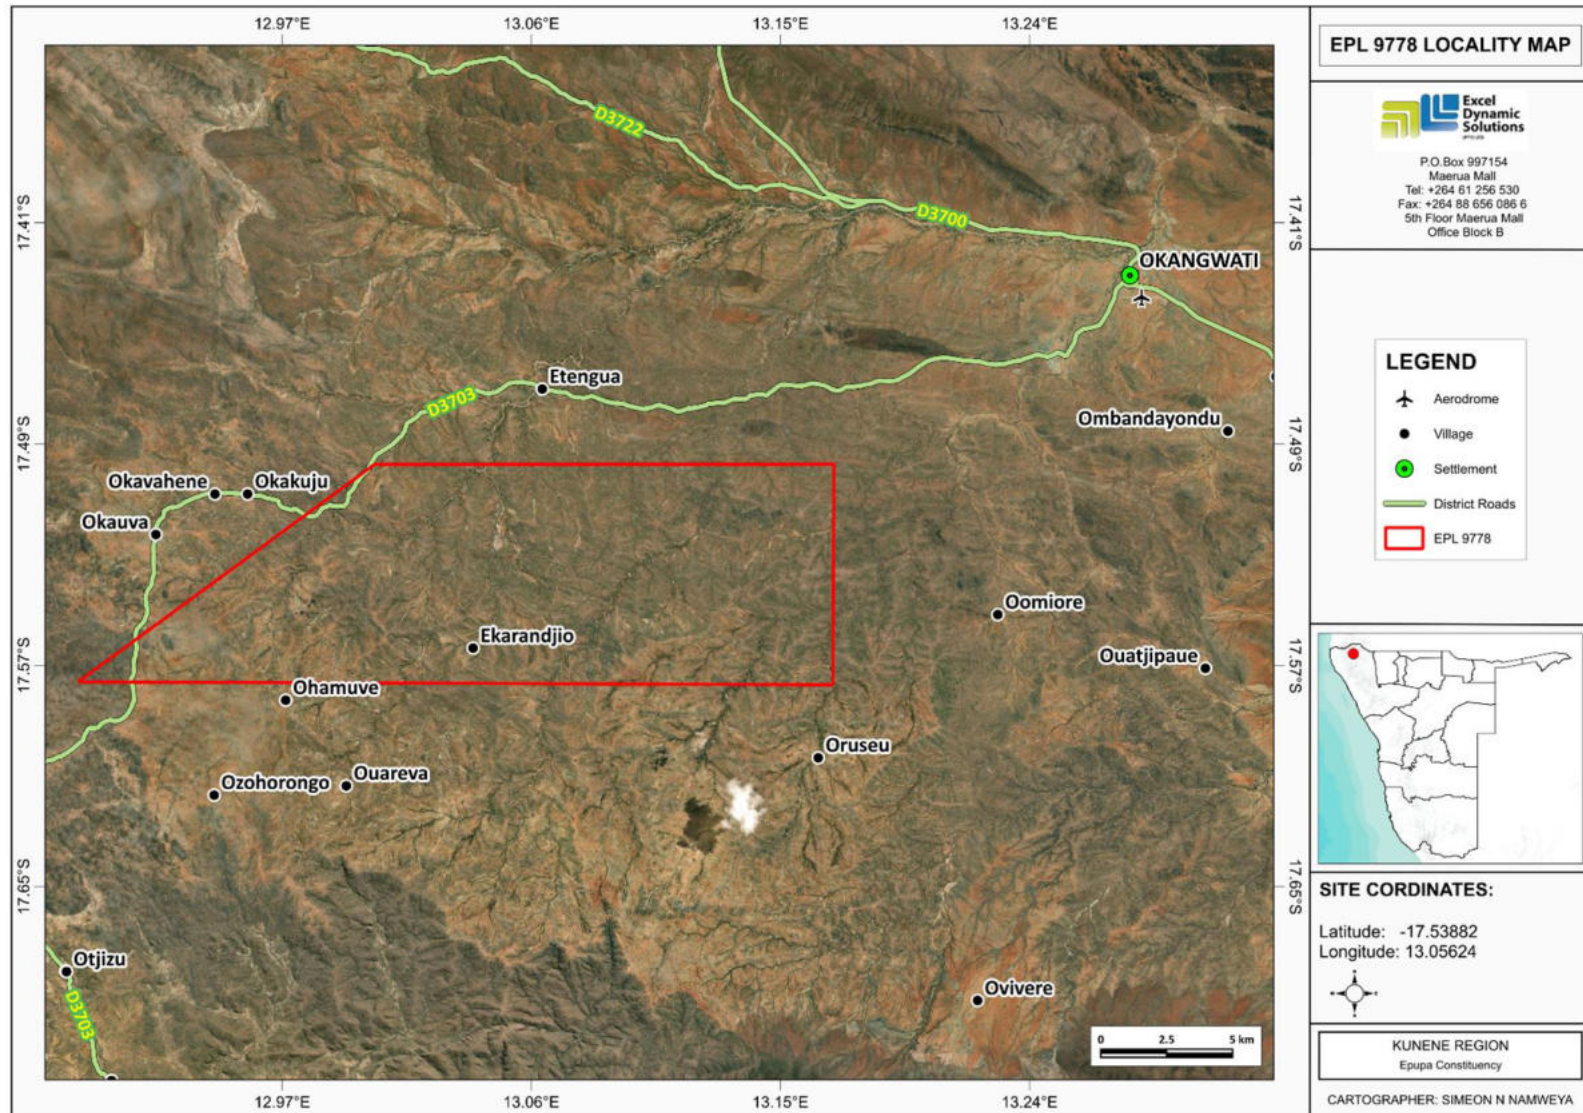 12.97°E
13.06°E
13.15°E
13.24°E
EPL 9778 LOCALITY MAP
Excel
Dynamic
Solutions
P.O.Box 997154
Maerua Mall
Tel: +264 61 256 530
Fax: +264 88 656 086 6
5th Floor Maerua Mall
Office Block B
D3722
D3700
17.41°S
17.41°S
OKANGWATI
Etengua
D3703
Ombandayondu
17.49°S
17.49°S
Okavahene
Okakuju
Okauva
LEGEND
Aerodrome
Village
Settlement
District Roads
EPL 9778
Oomiore
Ekarandjio
Ouatjipaue
17.57°S
17.57°S
Ohamuve
Oruseu
Ozohorongo
Ouareva
17.65°S
17.65°S
SITE CORDINATES:
Latitude: -17.53882
Longitude: 13.05624
Otjizu
D3703
Ovivere
0 2.5 5 km
KUNENE REGION
Epupa Constituency
12.97°E
13.06°E
13.15°E
13.24°E
CARTOGRAPHER: SIMEON N NAMWEYA